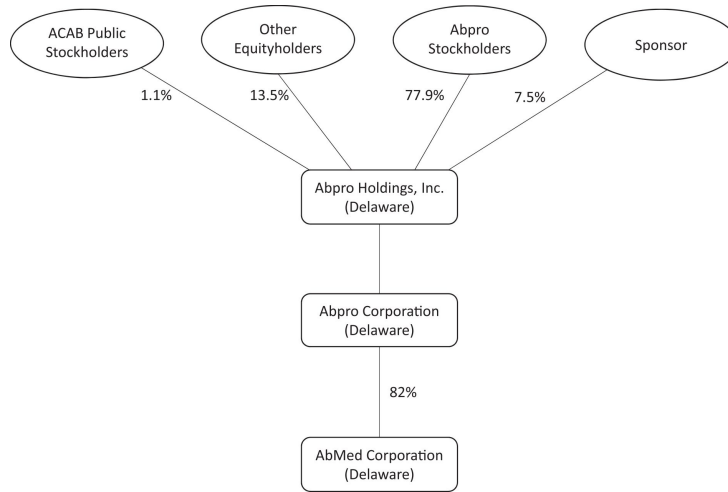 ACAB Public
Stockholders
Other
Equityholders
Abpro
Stockholders
Sponsor
1.1%
13.5%
77.9%
7.5%
Abpro Holdings, Inc.
(Delaware)
Abpro Corporation
(Delaware)
82%
AbMed Corporation
(Delaware)